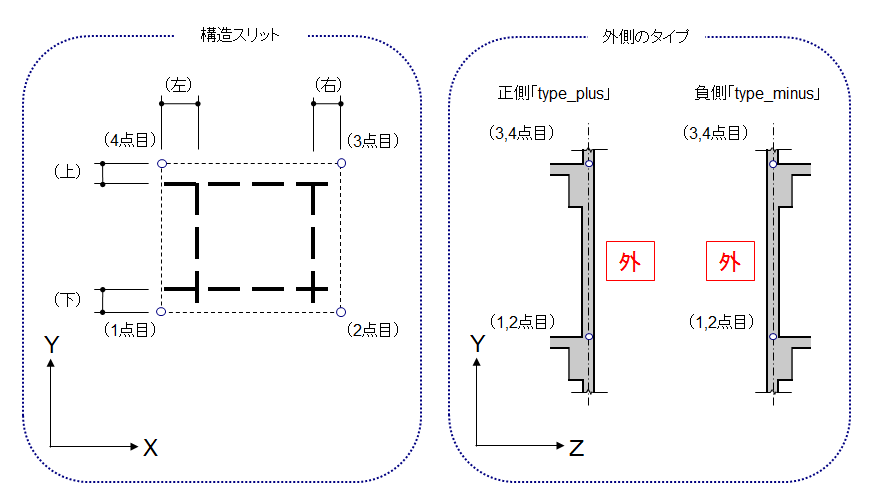 構造スリット
（左）
（右）
（4点目）
（3点目）
（上）
（下）
（1点目）
（2点目）
Y
X
外側のタイプ
正側「type_plus」
負側「type_minus」
（3,4点目）
（3,4点目）
外
外
（1,2点目）
（1,2点目）
Y
Z